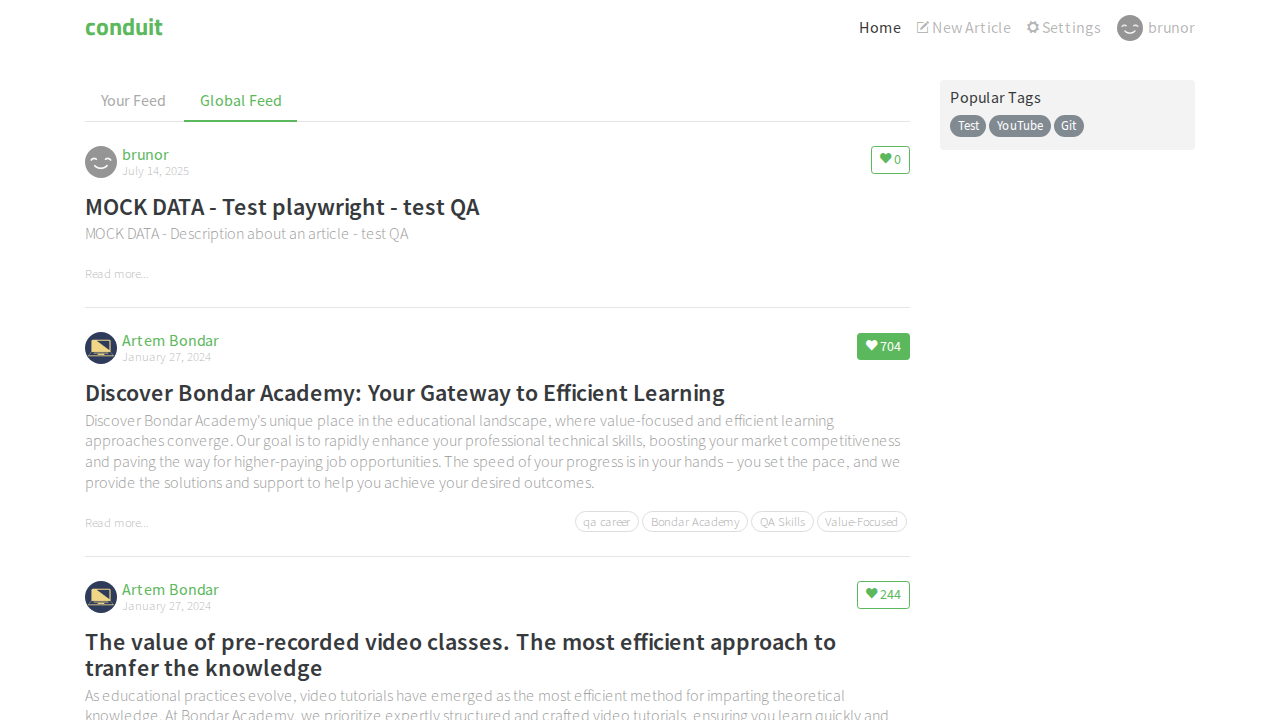 conduit
Home New Article Settings brunor
Your Feed Global Feed
Popular Tags
Test YouTube Git
brunor
July 14, 2025
0
MOCK DATA - Test playwright - test QA
MOCK DATA - Description about an article - test QA
Read more...
Artem Bondar
January 27, 2024
704
Discover Bondar Academy: Your Gateway to Efficient Learning
Discover Bondar Academy's unique place in the educational landscape, where value-focused and efficient learning
approaches converge. Our goal is to rapidly enhance your professional technical skills, boosting your market competitiveness
and paving the way for higher-paying job opportunities. The speed of your progress is in your hands – you set the pace, and we
provide the solutions and support to help you achieve your desired outcomes.
Read more...
qa career Bondar Academy QA Skills Value-Focused
Artem Bondar
January 27, 2024
244
The value of pre-recorded video classes. The most efficient approach to
tranfer the knowledge
As educational practices evolve, video tutorials have emerged as the most efficient method for imparting theoretical
knowledge. At Bondar Academy, we prioritize expertly structured and crafted video tutorials, ensuring you learn quickly and